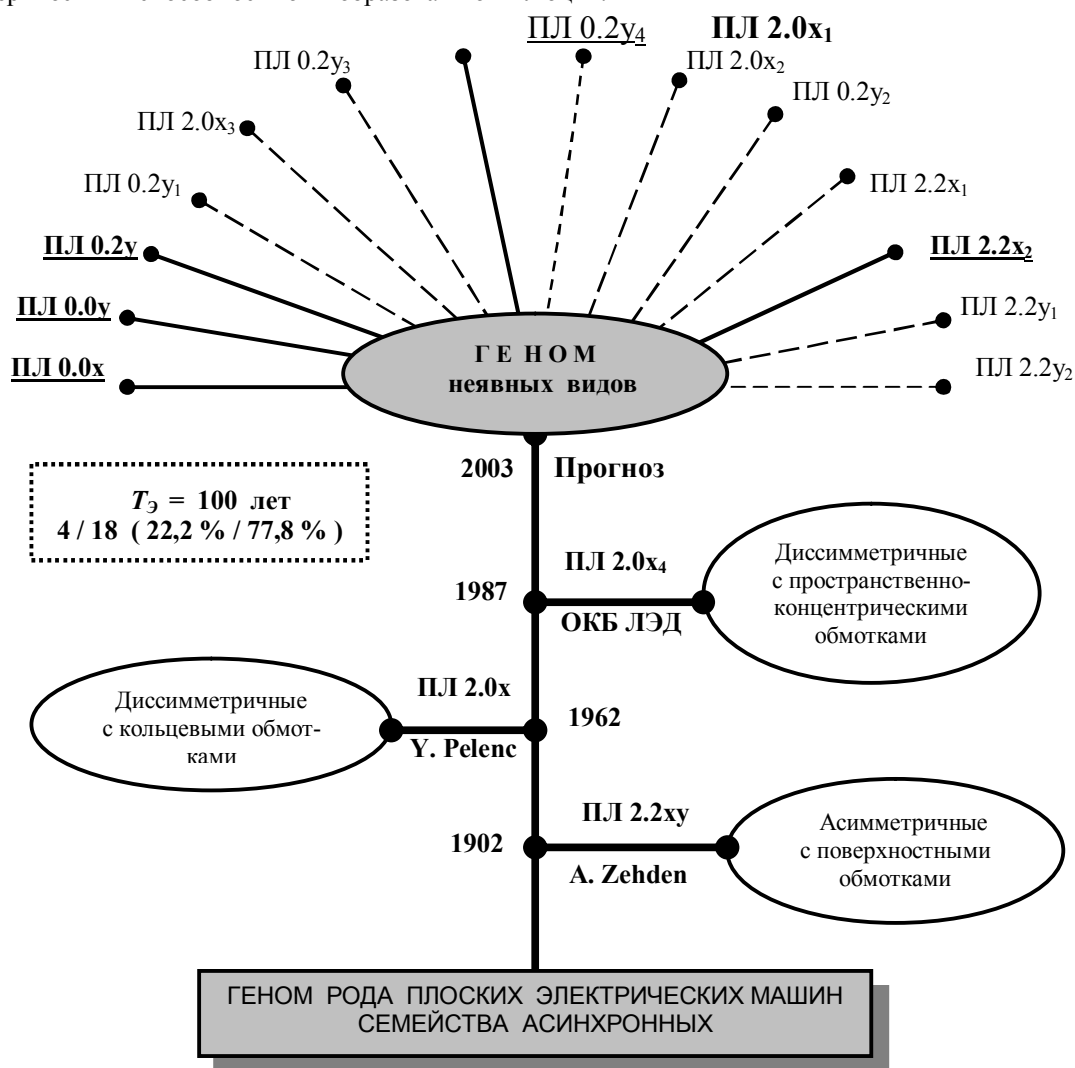 ПЛ 0.2y₄ ПЛ 2.0x₁
ПЛ 0.2y₃ ПЛ 2.0x₂
ПЛ 2.0x₃ ПЛ 0.2y₂
ПЛ 0.2y₁ ПЛ 2.2x₁
ПЛ 0.2y ПЛ 2.2x₂
ПЛ 0.0y ПЛ 2.2y₁
ПЛ 0.0x ПЛ 2.2y₂
Г Е Н О М
неявных видов
2003 Прогноз
Tэ = 100 лет
4 / 18 ( 22,2 % / 77,8 % )
ПЛ 2.0x₄
1987
ОКБ ЛЭД
Диссимметричные
с пространственно-
концентрическими
обмотками
ПЛ 2.0x
1962
Y. Pelenc
Диссимметричные
с кольцевыми обмот-
ками
ПЛ 2.2xy
1902
A. Zehden
Асимметричные
с поверхностными
обмотками
ГЕНОМ РОДА ПЛОСКИХ ЭЛЕКТРИЧЕСКИХ МАШИН
СЕМЕЙСТВА АСИНХРОННЫХ